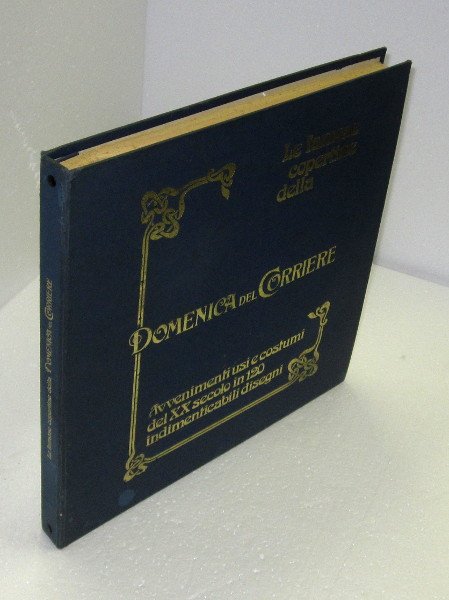 Le famose
copertine
della
DOMENICA DEL CORRIERE
Avvenimenti usi e costumi
del XX secolo in 120
indimenticabili disegni
Le famose copertine della DOMENICA DEL CORRIERE